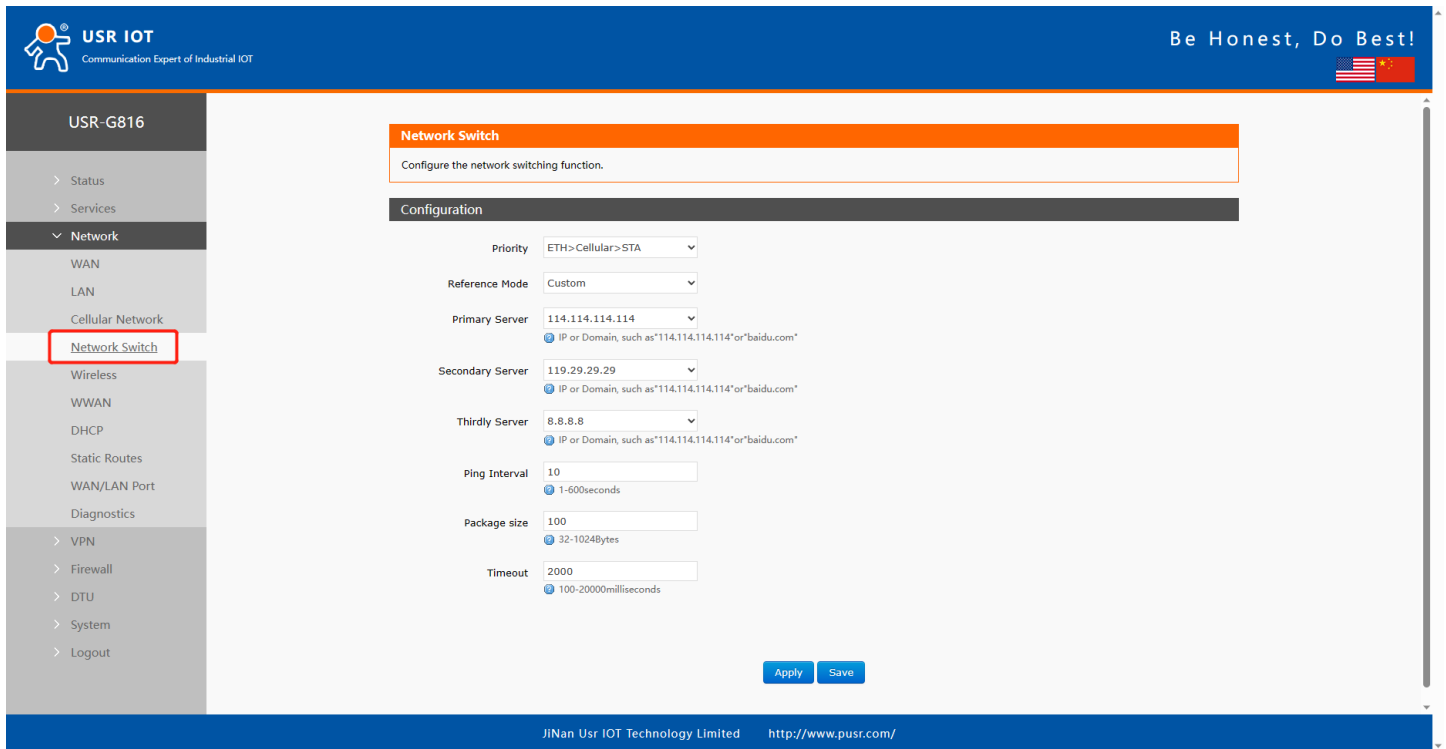 USR IOT
Communication Expert of Industrial IOT
Be Honest, Do Best!
USR-G816
Status
Services
Network
WAN
LAN
Cellular Network
Network Switch
Wireless
WWAN
DHCP
Static Routes
WAN/LAN Port
Diagnostics
VPN
Firewall
DTU
System
Logout
Network Switch
Configure the network switching function.
Configuration
Priority ETH>Cellular>STA
Reference Mode Custom
Primary Server 114.114.114.114
IP or Domain, such as"114.114.114.114"or"baidu.com"
Secondary Server 119.29.29.29
IP or Domain, such as"114.114.114.114"or"baidu.com"
Thirdly Server 8.8.8.8
IP or Domain, such as"114.114.114.114"or"baidu.com"
Ping Interval 10
1-600seconds
Package size 100
32-1024Bytes
Timeout 2000
100-20000milliseconds
Apply Save
JiNan Usr IOT Technology Limited http://www.pusr.com/